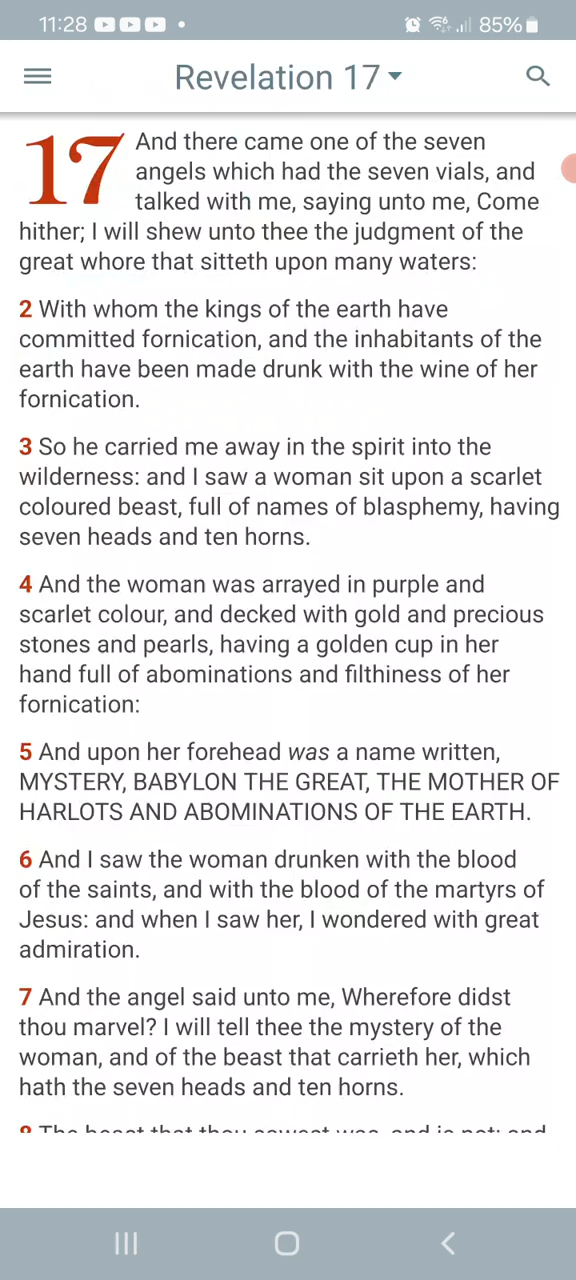 11:28
85%
Revelation 17
17 And there came one of the seven
angels which had the seven vials, and
talked with me, saying unto me, Come
hither; I will shew unto thee the judgment of the
great whore that sitteth upon many waters:
2 With whom the kings of the earth have
committed fornication, and the inhabitants of the
earth have been made drunk with the wine of her
fornication.
3 So he carried me away in the spirit into the
wilderness: and I saw a woman sit upon a scarlet
coloured beast, full of names of blasphemy, having
seven heads and ten horns.
4 And the woman was arrayed in purple and
scarlet colour, and decked with gold and precious
stones and pearls, having a golden cup in her
hand full of abominations and filthiness of her
fornication:
5 And upon her forehead was a name written,
MYSTERY, BABYLON THE GREAT, THE MOTHER OF
HARLOTS AND ABOMINATIONS OF THE EARTH.
6 And I saw the woman drunken with the blood
of the saints, and with the blood of the martyrs of
Jesus: and when I saw her, I wondered with great
admiration.
7 And the angel said unto me, Wherefore didst
thou marvel? I will tell thee the mystery of the
woman, and of the beast that carrieth her, which
hath the seven heads and ten horns.
8 The beast that thou sawest was, and is not; and